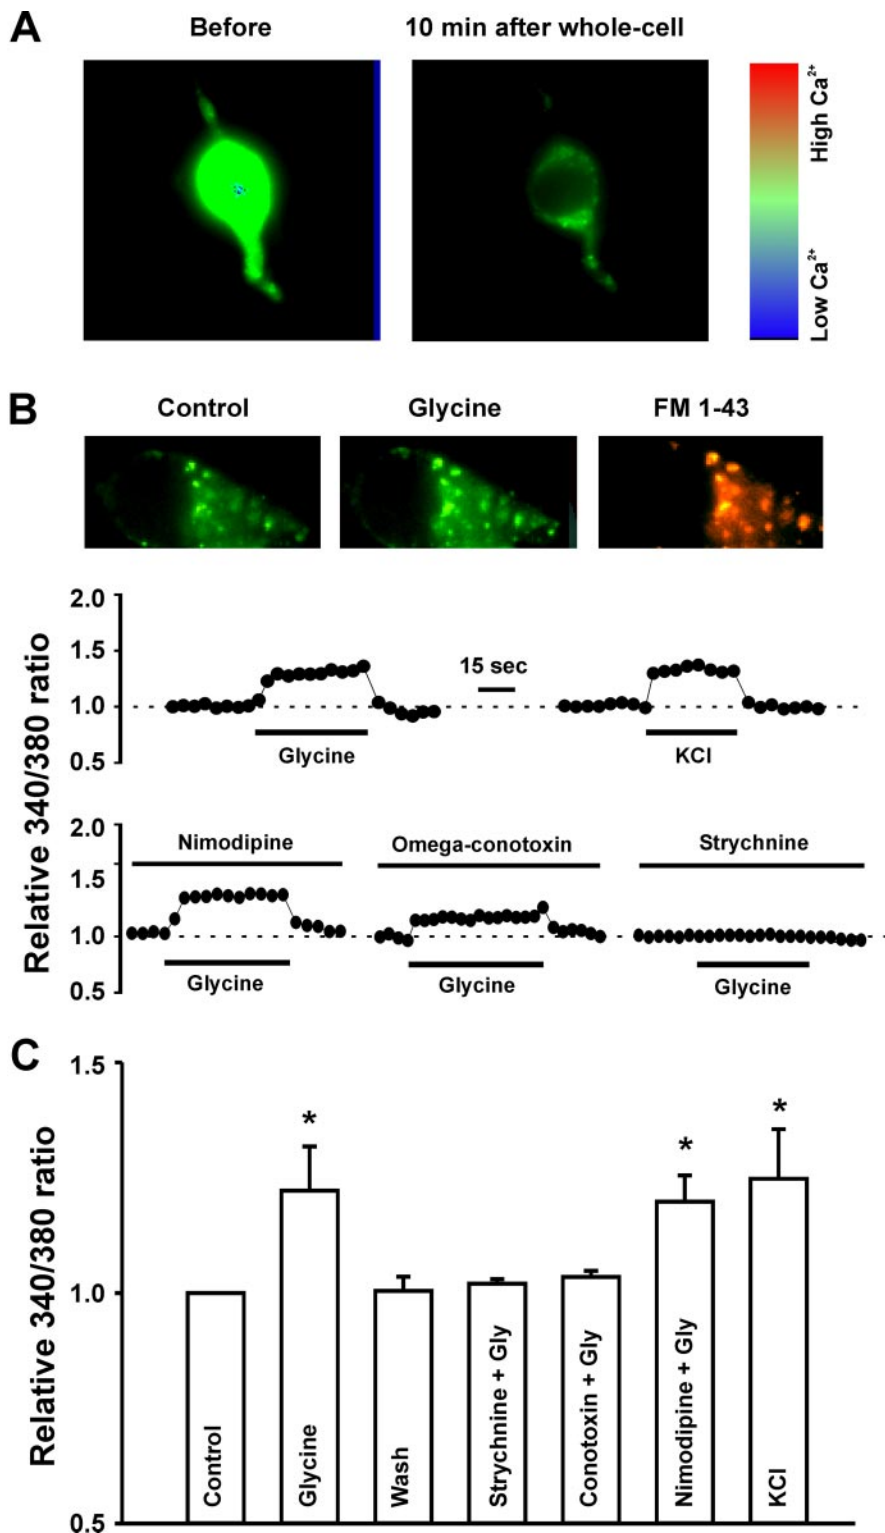 A
Before
10 min after whole-cell
High Ca²⁺
Low Ca²⁺
B
Control
Glycine
FM 1-43
Relative 340/380 ratio
2.0
1.5
1.0
0.5
15 sec
Glycine
KCl
2.0
1.5
1.0
0.5
Nimodipine
Omega-conotoxin
Strychnine
Glycine
Glycine
Glycine
C
Relative 340/380 ratio
1.5
1.0
0.5
*
*
*
Control
Glycine
Wash
Strychnine + Gly
Conotoxin + Gly
Nimodipine + Gly
KCl